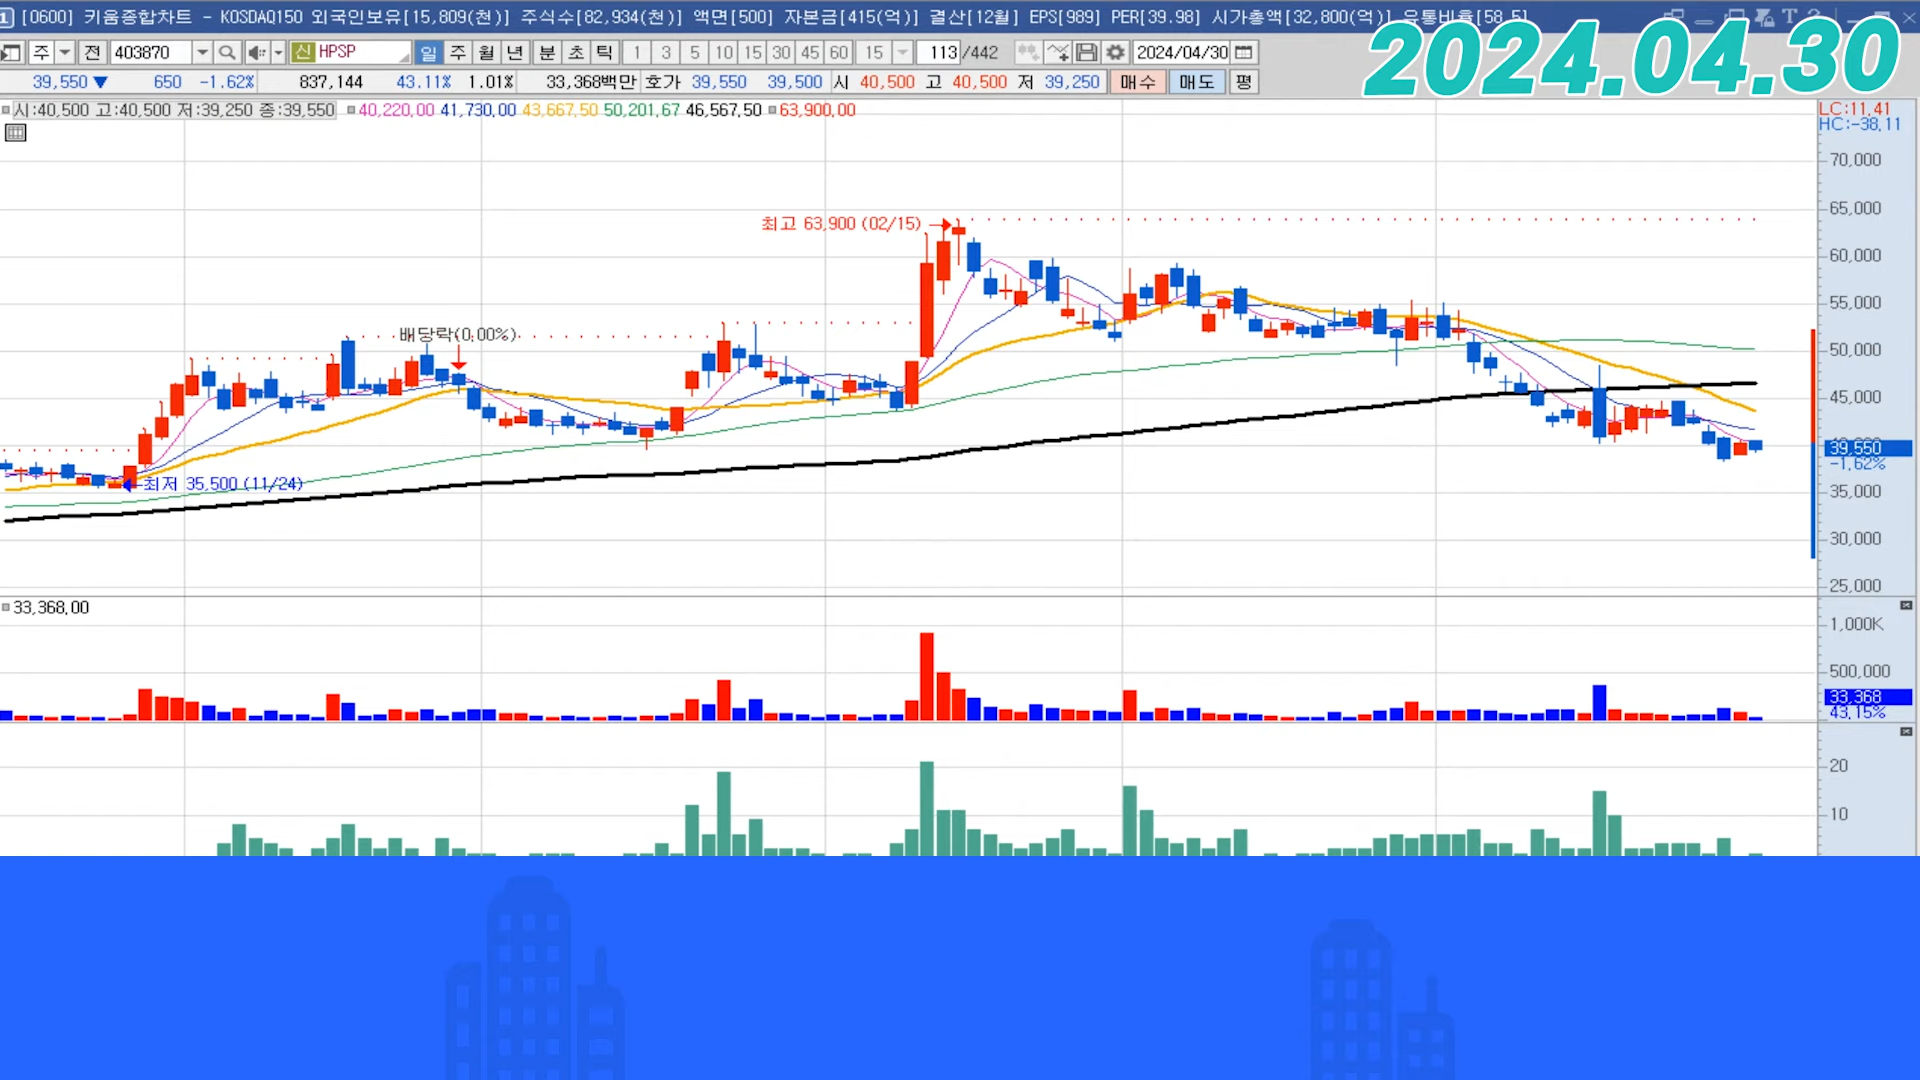 [0600] 키움종합차트 - KOSDAQ150 외국인보유[15,809(천)] 주식수[82,934(천)] 액면[500] 자본금[415(억)] 결산[12월] EPS[989] PER[39.98] 시가총액[32,800(억)] 유통비율[58.5]
2024.04.30
주 전 403870 신 HPSP 일 주 월 년 분 초 틱 1 3 5 10 15 30 45 60 15 113 /442 2024/04/30
39,550 ▼ 650 -1.62% 837,144 43.11% 1.01% 33,368백만 호가 39,550 39,500 시 40,500 고 40,500 저 39,250 매수 매도 평
시:40,500 고:40,500 저:39,250 종:39,550 40,220.00 41,730.00 43,667.50 50,201.67 46,567.50 63,900.00
LC:11.41
HC:-38.11
70,000
65,000
최고 63,900 (02/15)
60,000
55,000
배당락(0.00%)
50,000
45,000
39,550
-1.62%
최저 35,500 (11/24)
35,000
30,000
25,000
33,368.00
1,000K
500,000
33,368
43.15%
20
10